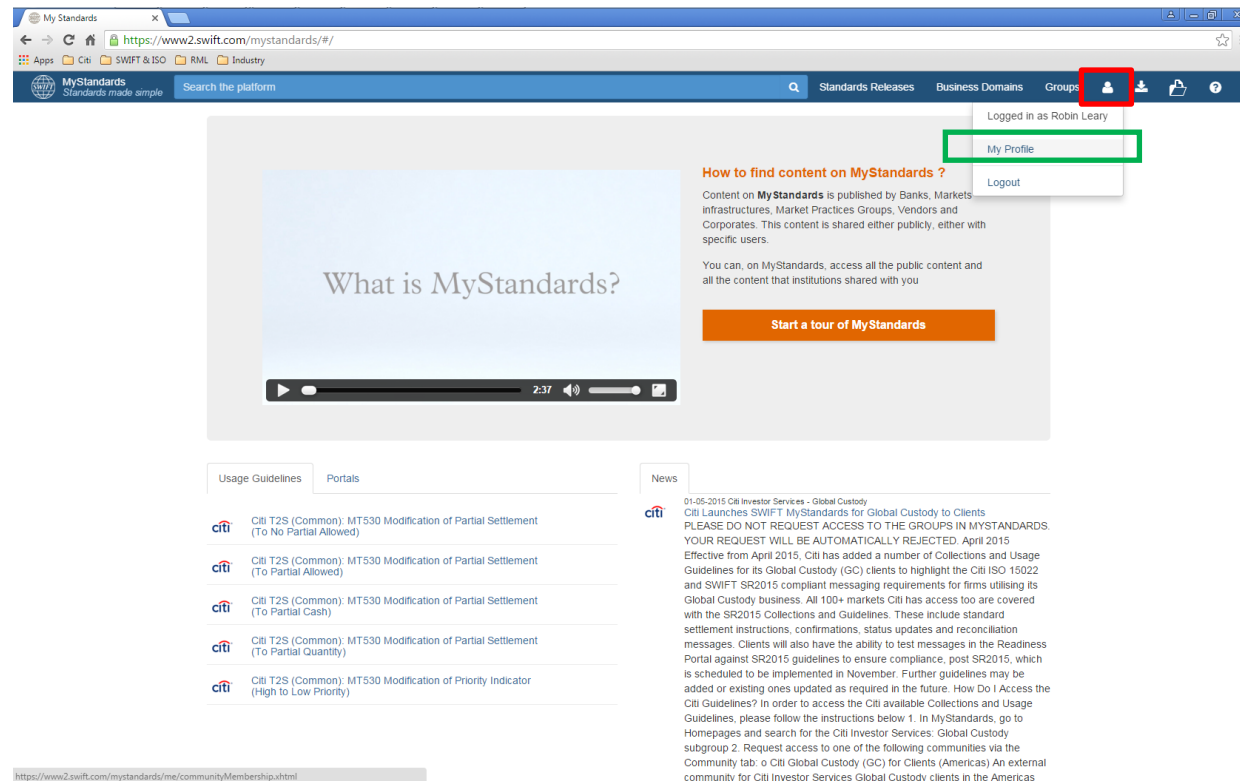 My Standards
https://www2.swift.com/mystandards/#/
Apps Citi SWIFT & ISO RML Industry
SWIFT
MyStandards
Standards made simple
Search the platform
Standards Releases Business Domains Groups
Logged in as Robin Leary
My Profile
Logout
What is MyStandards?
2:37
How to find content on MyStandards ?
Content on MyStandards is published by Banks, Markets
infrastructures, Market Practices Groups, Vendors and
Corporates. This content is shared either publicly, either with
specific users.
You can, on MyStandards, access all the public content and
all the content that institutions shared with you
Start a tour of MyStandards
Usage Guidelines Portals
citi Citi T2S (Common): MT530 Modification of Partial Settlement
(To No Partial Allowed)
citi Citi T2S (Common): MT530 Modification of Partial Settlement
(To Partial Allowed)
citi Citi T2S (Common): MT530 Modification of Partial Settlement
(To Partial Cash)
citi Citi T2S (Common): MT530 Modification of Partial Settlement
(To Partial Quantity)
citi Citi T2S (Common): MT530 Modification of Priority Indicator
(High to Low Priority)
News
01-05-2015 Citi Investor Services - Global Custody
citi Citi Launches SWIFT MyStandards for Global Custody to Clients
PLEASE DO NOT REQUEST ACCESS TO THE GROUPS IN MYSTANDARDS.
YOUR REQUEST WILL BE AUTOMATICALLY REJECTED. April 2015
Effective from April 2015, Citi has added a number of Collections and Usage
Guidelines for its Global Custody (GC) clients to highlight the Citi ISO 15022
and SWIFT SR2015 compliant messaging requirements for firms utilising its
Global Custody business. All 100+ markets Citi has access too are covered
with the SR2015 Collections and Guidelines. These include standard
settlement instructions, confirmations, status updates and reconciliation
messages. Clients will also have the ability to test messages in the Readiness
Portal against SR2015 guidelines to ensure compliance, post SR2015, which
is scheduled to be implemented in November. Further guidelines may be
added or existing ones updated as required in the future. How Do I Access the
Citi Guidelines? In order to access the Citi available Collections and Usage
Guidelines, please follow the instructions below 1. In MyStandards, go to
Homepages and search for the Citi Investor Services: Global Custody
subgroup 2. Request access to one of the following communities via the
Community tab: o Citi Global Custody (GC) for Clients (Americas) An external
community for Citi Investor Services Global Custody clients in the Americas
https://www2.swift.com/mystandards/me/communityMembership.xhtml